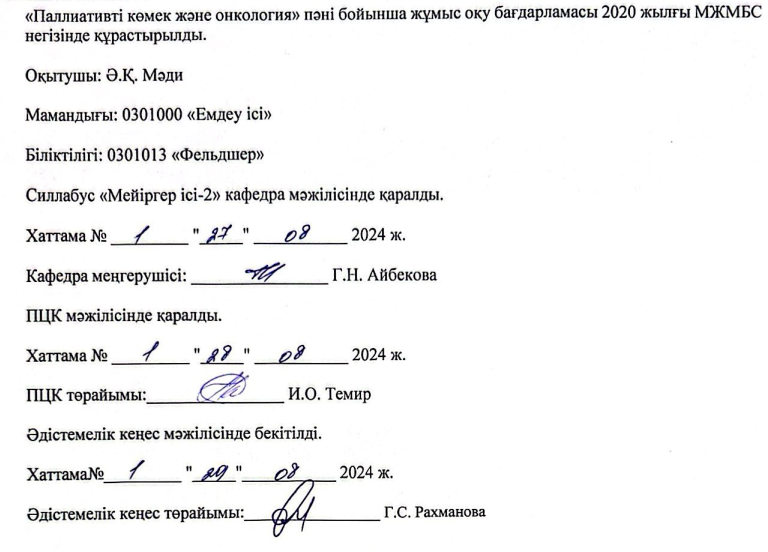 «Паллиативті көмек және онкология» пәні бойынша жұмыс оқу бағдарламасы 2020 жылғы МЖМБС
негізінде құрастырылды.
Оқытушы: Ә.Қ. Мәди
Мамандығы: 0301000 «Емдеу ісі»
Біліктілігі: 0301013 «Фельдшер»
Силлабус «Мейіргер ісі-2» кафедра мәжілісінде қаралды.
Хаттама № 1 "27" 08 2024 ж.
Кафедра меңгерушісі: Г.Н. Айбекова
ПЦК мәжілісінде қаралды.
Хаттама № 1 "28" 08 2024 ж.
ПЦК төрайымы: И.О. Темир
Әдістемелік кеңес мәжілісінде бекітілді.
Хаттама№ 1 "29" 08 2024 ж.
Әдістемелік кеңес төрайымы: Г.С. Рахманова